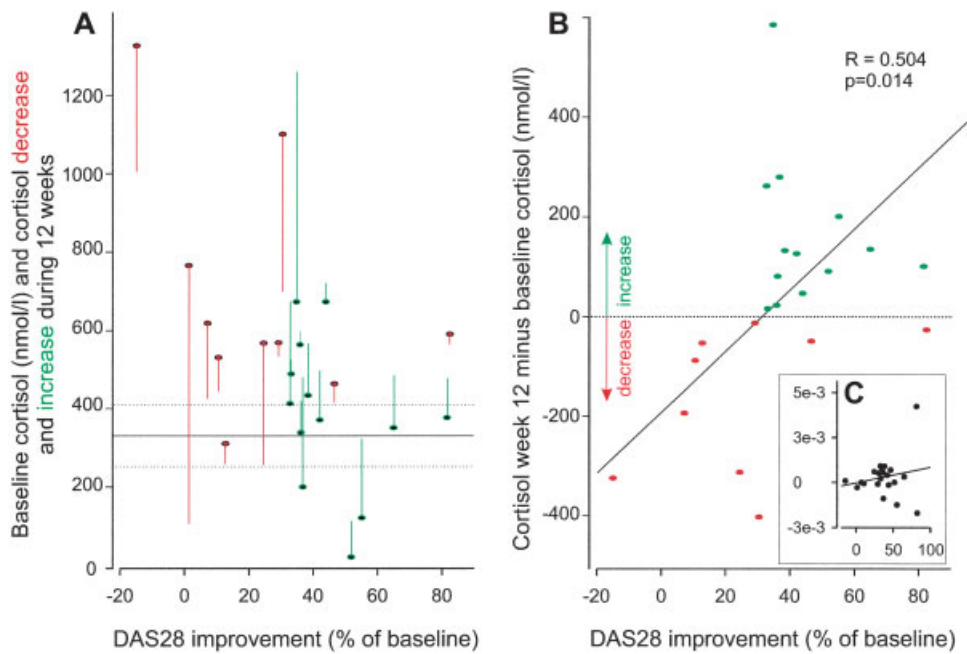 A
Baseline cortisol (nmol/l) and cortisol decrease
and increase during 12 weeks
1200
1000
800
600
400
200
0
-20
0
20
40
60
80
DAS28 improvement (% of baseline)
B
Cortisol week 12 minus baseline cortisol (nmol/l)
R = 0.504
p=0.014
400
200
0
-200
-400
increase
decrease
-20
0
20
40
60
80
DAS28 improvement (% of baseline)
C
5e-3
3e-3
0
-3e-3
0
50
100